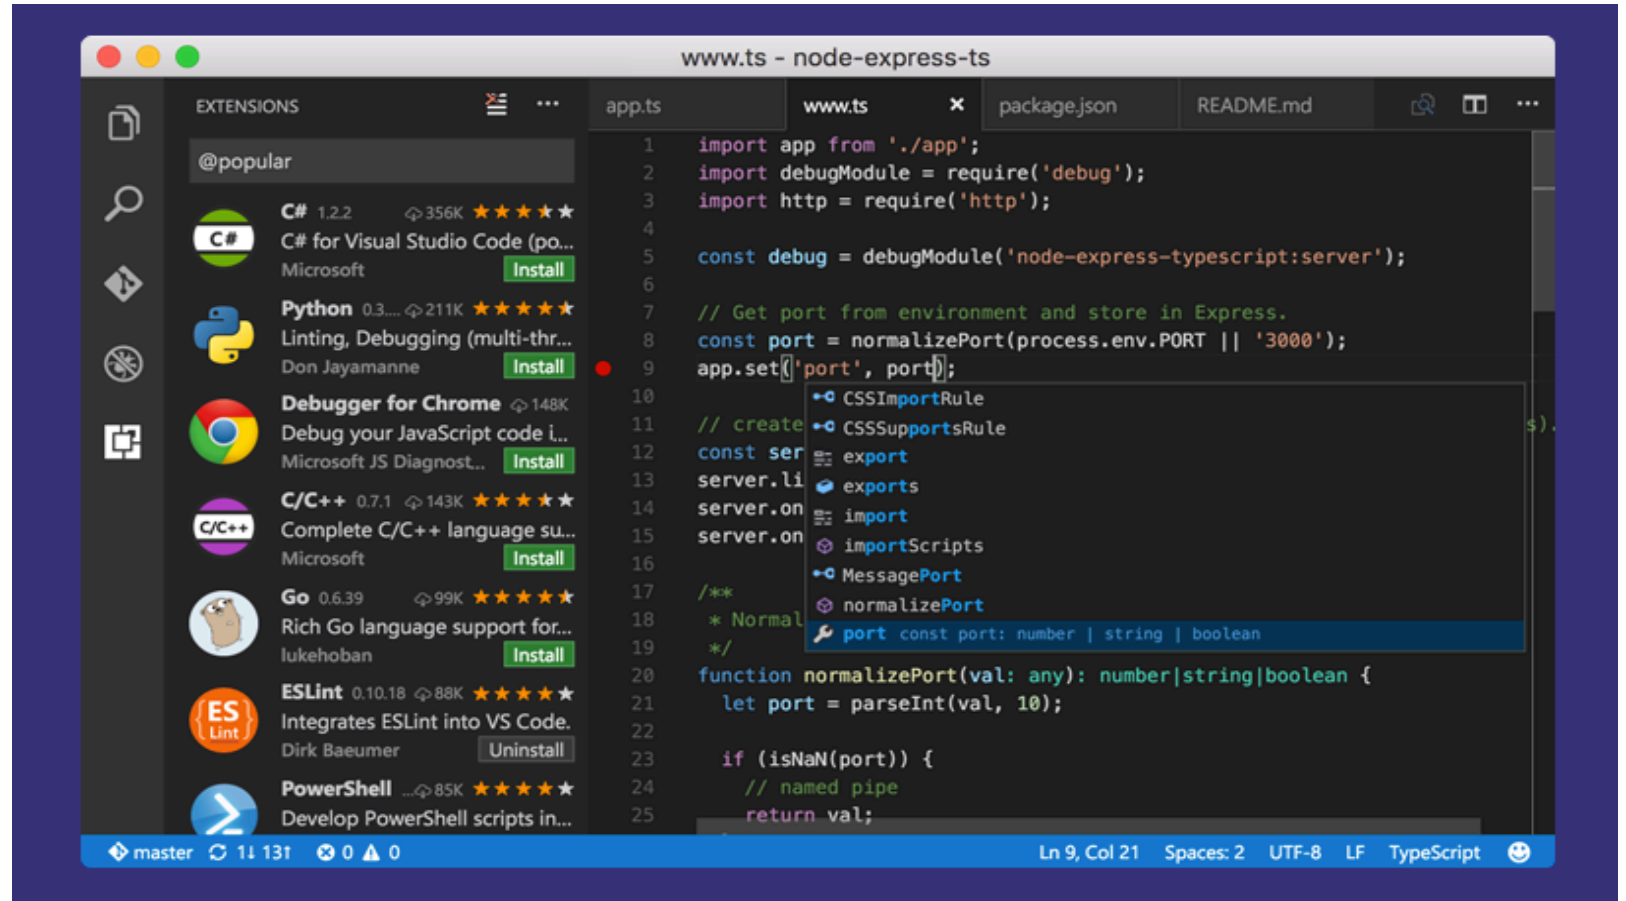 www.ts - node-express-ts
EXTENSIONS
@popular
C# 1.2.2 356K
C# for Visual Studio Code (po...
Microsoft Install
C#
Python 0.3.... 211K
Linting, Debugging (multi-thr...
Don Jayamanne Install
Debugger for Chrome 148K
Debug your JavaScript code i...
Microsoft JS Diagnost... Install
C/C++ 0.7.1 143K
Complete C/C++ language su...
Microsoft Install
C/C++
Go 0.6.39 99K
Rich Go language support for...
lukehoban Install
ESLint 0.10.18 88K
Integrates ESLint into VS Code.
Dirk Baeumer Uninstall
ES
Lint
PowerShell ... 85K
Develop PowerShell scripts in...
app.ts www.ts package.json README.md
1 import app from './app';
2 import debugModule = require('debug');
3 import http = require('http');
4
5 const debug = debugModule('node-express-typescript:server');
6
7 // Get port from environment and store in Express.
8 const port = normalizePort(process.env.PORT || '3000');
9 app.set('port', port);
10
11 // create s).
12 const ser
13 server.li
14 server.on
15 server.on
16
17 /**
18 * Normal
19 */
20 function normalizePort(val: any): number|string|boolean {
21 let port = parseInt(val, 10);
22
23 if (isNaN(port)) {
24 // named pipe
25 return val;
CSSImportRule
CSSSupportsRule
export
exports
import
importScripts
MessagePort
normalizePort
port const port: number | string | boolean
master 1↓ 13↑ 0 0 Ln 9, Col 21 Spaces: 2 UTF-8 LF TypeScript